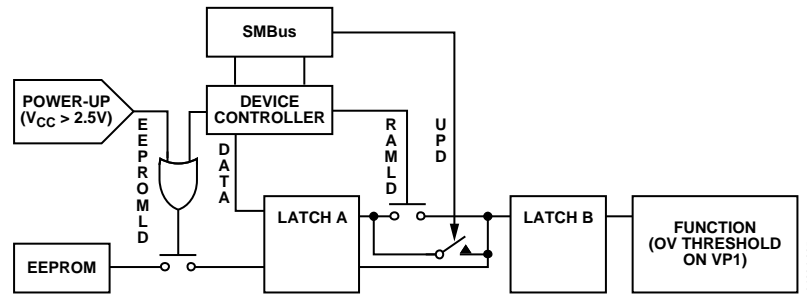 SMBus
POWER-UP
(VCC > 2.5V)
DEVICE
CONTROLLER
EEPROMLD
DATA
RAMLD
UPD
LATCH A
LATCH B
FUNCTION
(OV THRESHOLD
ON VP1)
EEPROM